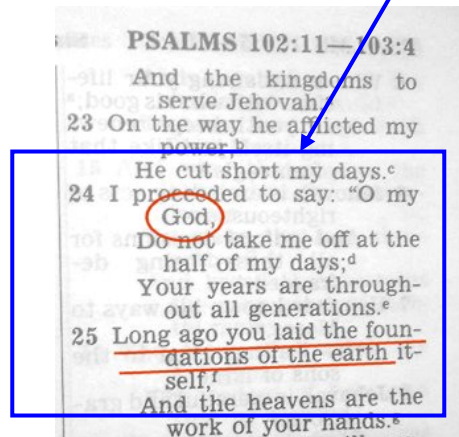 PSALMS 102:11—103:4
And the kingdoms to
serve Jehovah.
23 On the way he afflicted my
power,b
He cut short my days.c
24 I proceeded to say: “O my
God,
Do not take me off at the
half of my days;d
Your years are through-
out all generations.e
25 Long ago you laid the foun-
dations of the earth it-
self,f
And the heavens are the
work of your hands.g